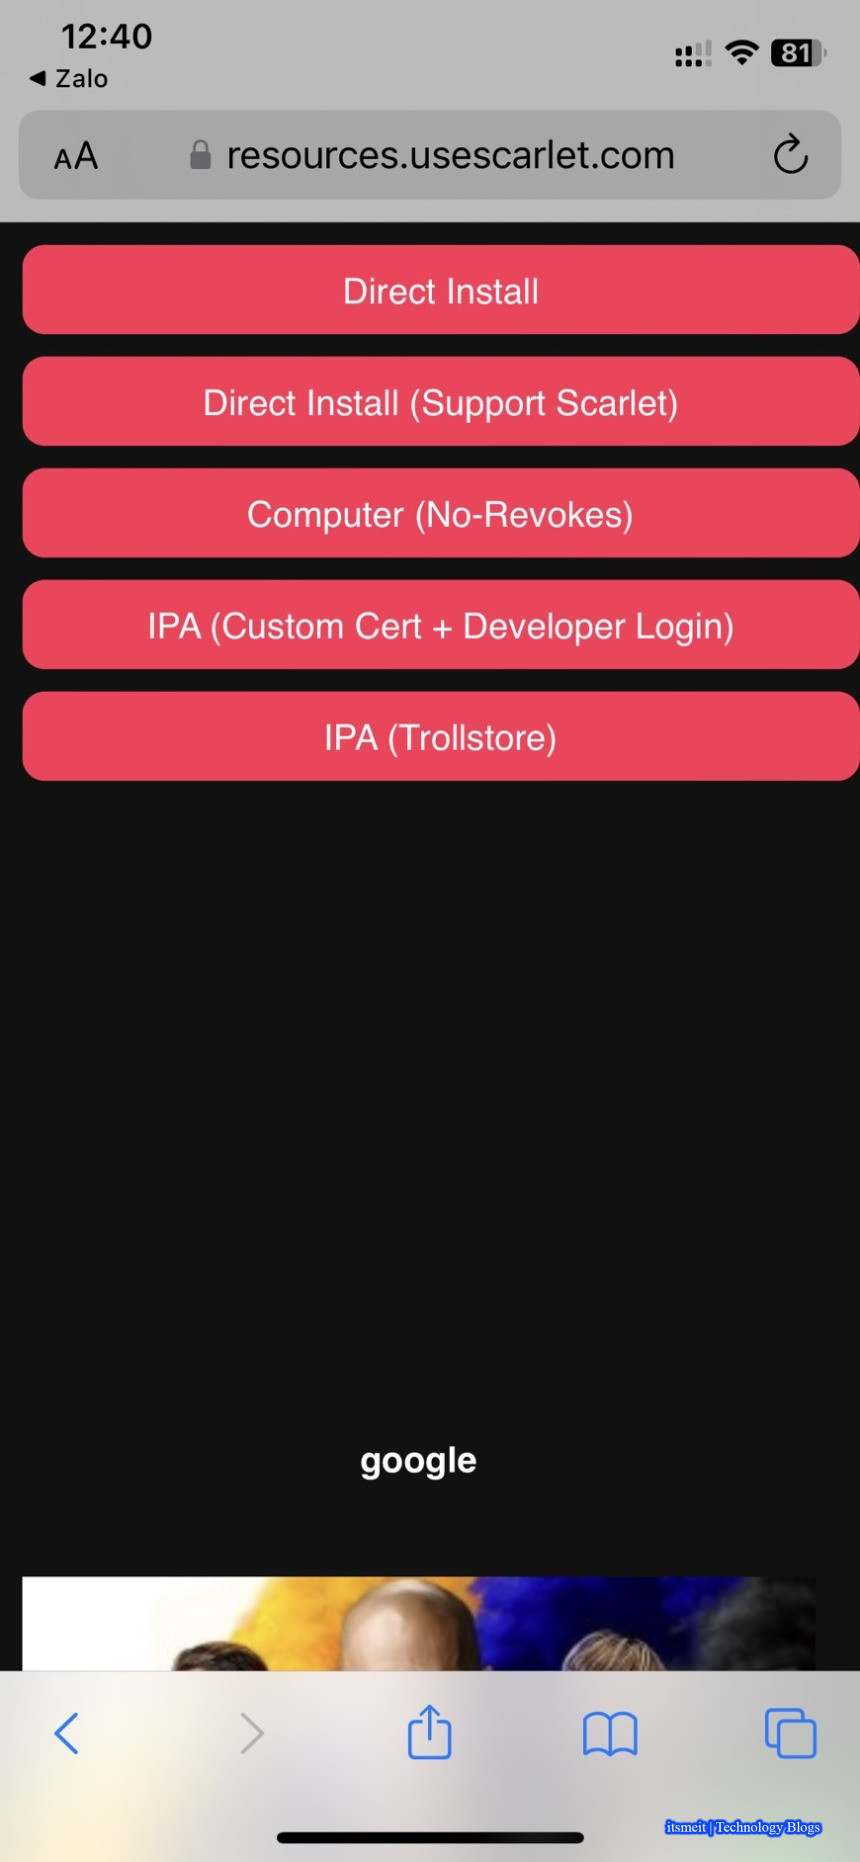 12:40
Zalo
81
AA
resources.usescarlet.com
Direct Install
Direct Install (Support Scarlet)
Computer (No-Revokes)
IPA (Custom Cert + Developer Login)
IPA (Trollstore)
google
itsmeit | Technology Blogs